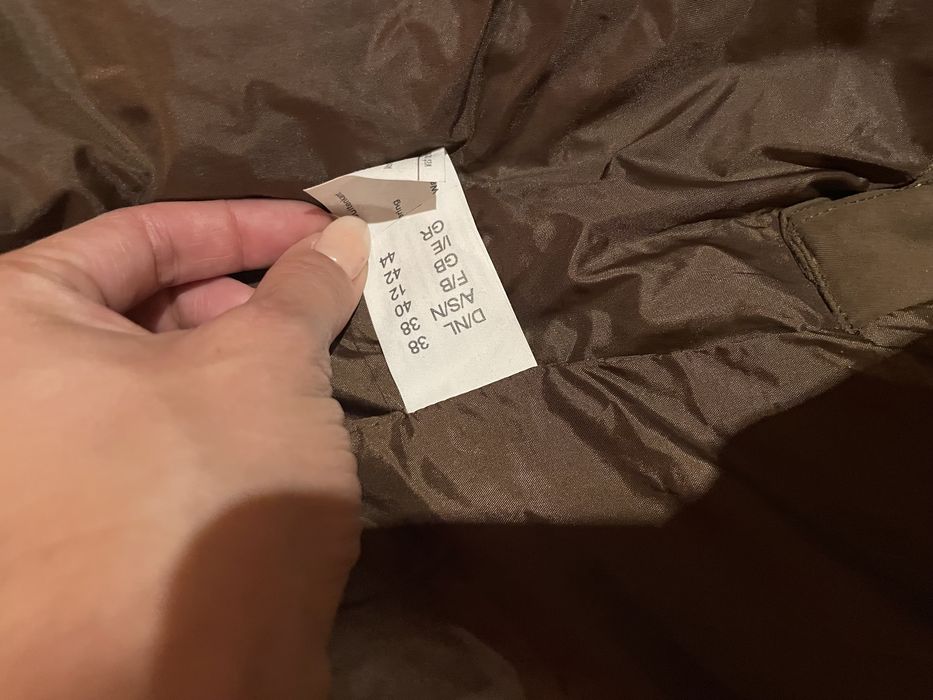 D/NL 38
A/S/N 38
F/B 40
GB 12
I/E 42
GR 44